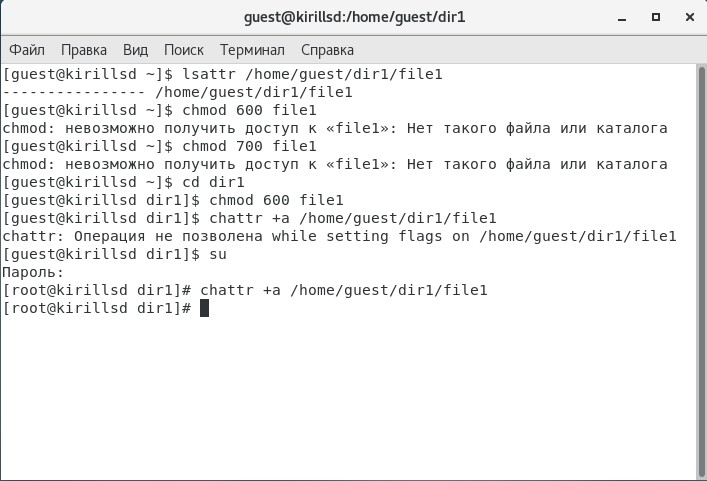 guest@kirillsd:/home/guest/dir1
Файл Правка Вид Поиск Терминал Справка
[guest@kirillsd ~]$ lsattr /home/guest/dir1/file1
---------------- /home/guest/dir1/file1
[guest@kirillsd ~]$ chmod 600 file1
chmod: невозможно получить доступ к «file1»: Нет такого файла или каталога
[guest@kirillsd ~]$ chmod 700 file1
chmod: невозможно получить доступ к «file1»: Нет такого файла или каталога
[guest@kirillsd ~]$ cd dir1
[guest@kirillsd dir1]$ chmod 600 file1
[guest@kirillsd dir1]$ chattr +a /home/guest/dir1/file1
chattr: Операция не позволена while setting flags on /home/guest/dir1/file1
[guest@kirillsd dir1]$ su
Пароль:
[root@kirillsd dir1]# chattr +a /home/guest/dir1/file1
[root@kirillsd dir1]#